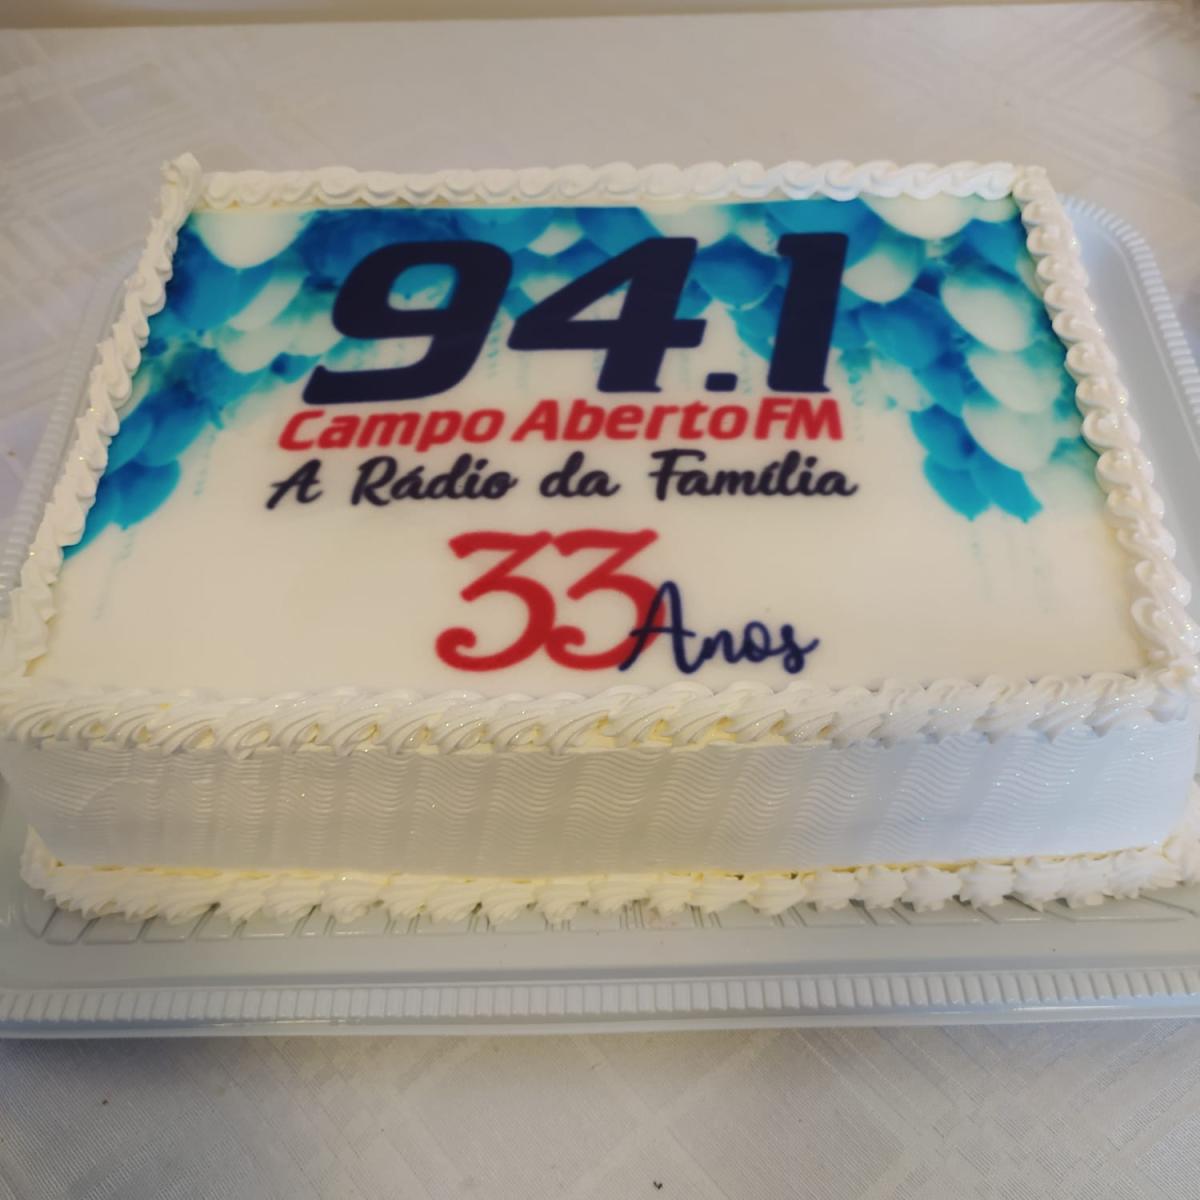 94.1
Campo Aberto FM
A Rádio da Família
33 Anos